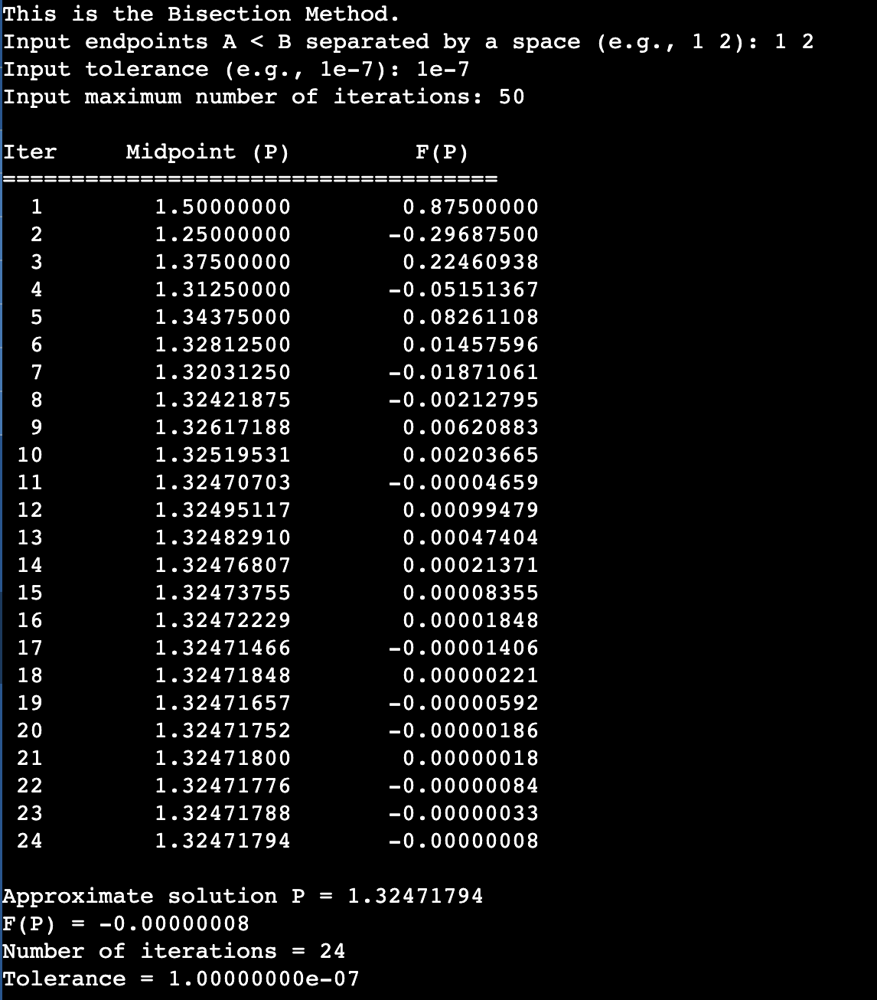 This is the Bisection Method.
Input endpoints A < B separated by a space (e.g., 1 2): 1 2
Input tolerance (e.g., 1e-7): 1e-7
Input maximum number of iterations: 50
Iter Midpoint (P) F(P)
====================================
1 1.50000000 0.87500000
2 1.25000000 -0.29687500
3 1.37500000 0.22460938
4 1.31250000 -0.05151367
5 1.34375000 0.08261108
6 1.32812500 0.01457596
7 1.32031250 -0.01871061
8 1.32421875 -0.00212795
9 1.32617188 0.00620883
10 1.32519531 0.00203665
11 1.32470703 -0.00004659
12 1.32495117 0.00099479
13 1.32482910 0.00047404
14 1.32476807 0.00021371
15 1.32473755 0.00008355
16 1.32472229 0.00001848
17 1.32471466 -0.00001406
18 1.32471848 0.00000221
19 1.32471657 -0.00000592
20 1.32471752 -0.00000186
21 1.32471800 0.00000018
22 1.32471776 -0.00000084
23 1.32471788 -0.00000033
24 1.32471794 -0.00000008
Approximate solution P = 1.32471794
F(P) = -0.00000008
Number of iterations = 24
Tolerance = 1.00000000e-07